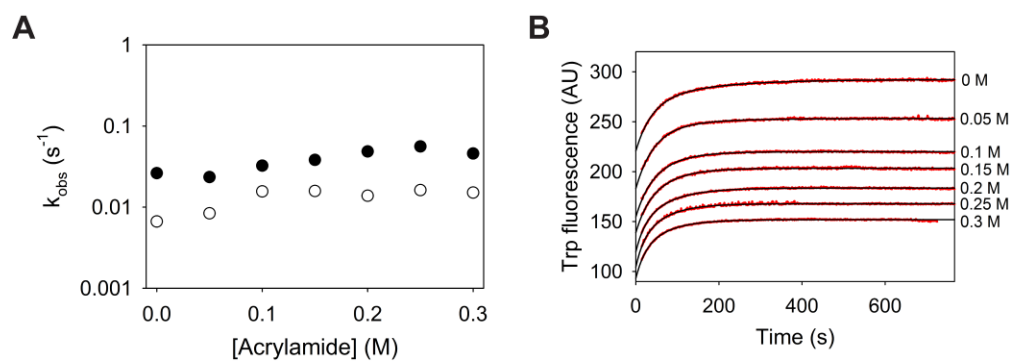 A
1
0.1
0.01
0.001
k_obs (s⁻¹)
0.0 0.1 0.2 0.3
[Acrylamide] (M)
B
300
250
200
150
100
Trp fluorescence (AU)
0 M
0.05 M
0.1 M
0.15 M
0.2 M
0.25 M
0.3 M
0 200 400 600
Time (s)